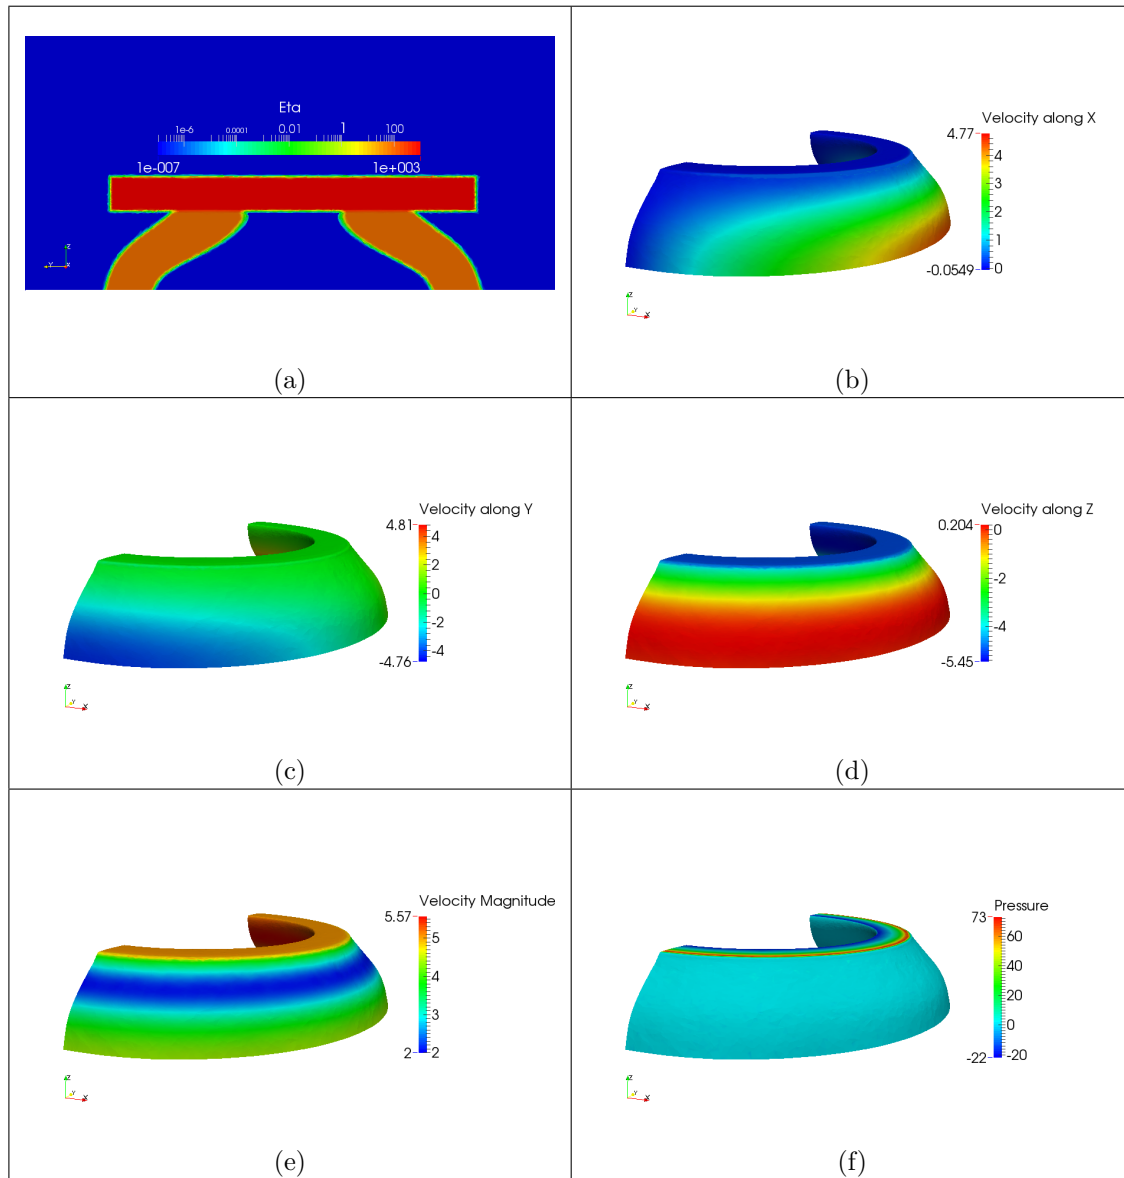 Eta
1e-6 0.0001 0.01 1 100
1e-007 1e+003
Z
Y X
(a)
Velocity along X
4.77
4
3
2
1
0
-0.0549
Z
Y
X
(b)
Velocity along Y
4.81
4
2
0
-2
-4
-4.76
Z
Y
X
(c)
Velocity along Z
0.204
0
-2
-4
-5.45
Z
Y
X
(d)
Velocity Magnitude
5.57
5
4
3
2 2
Z
Y
X
(e)
Pressure
73
60
40
20
0
-20
-22
Z
Y
X
(f)